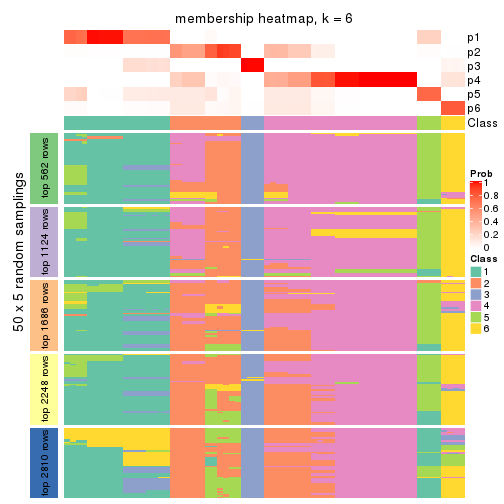 membership heatmap, k = 6
p1
p2
p3
p4
p5
p6
Class
50 x 5 random samplings
top 562 rows
top 1124 rows
top 1686 rows
top 2248 rows
top 2810 rows
Prob
1
0.8
0.6
0.4
0.2
0
Class
1
2
3
4
5
6